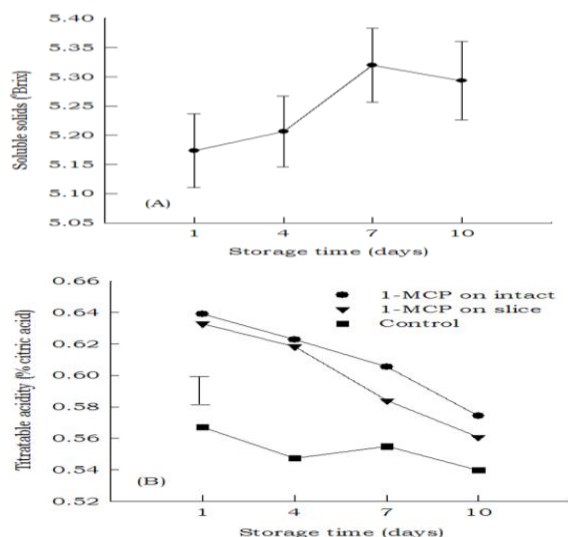 Soluble solids (°Brix)
5.40
5.35
5.30
5.25
5.20
5.15
5.10
5.05
(A)
1 4 7 10
Storage time (days)
Titratable acidity (% citric acid)
0.66
0.64
0.62
0.60
0.58
0.56
0.54
0.52
1-MCP on intact
1-MCP on slice
Control
(B)
1 4 7 10
Storage time (days)